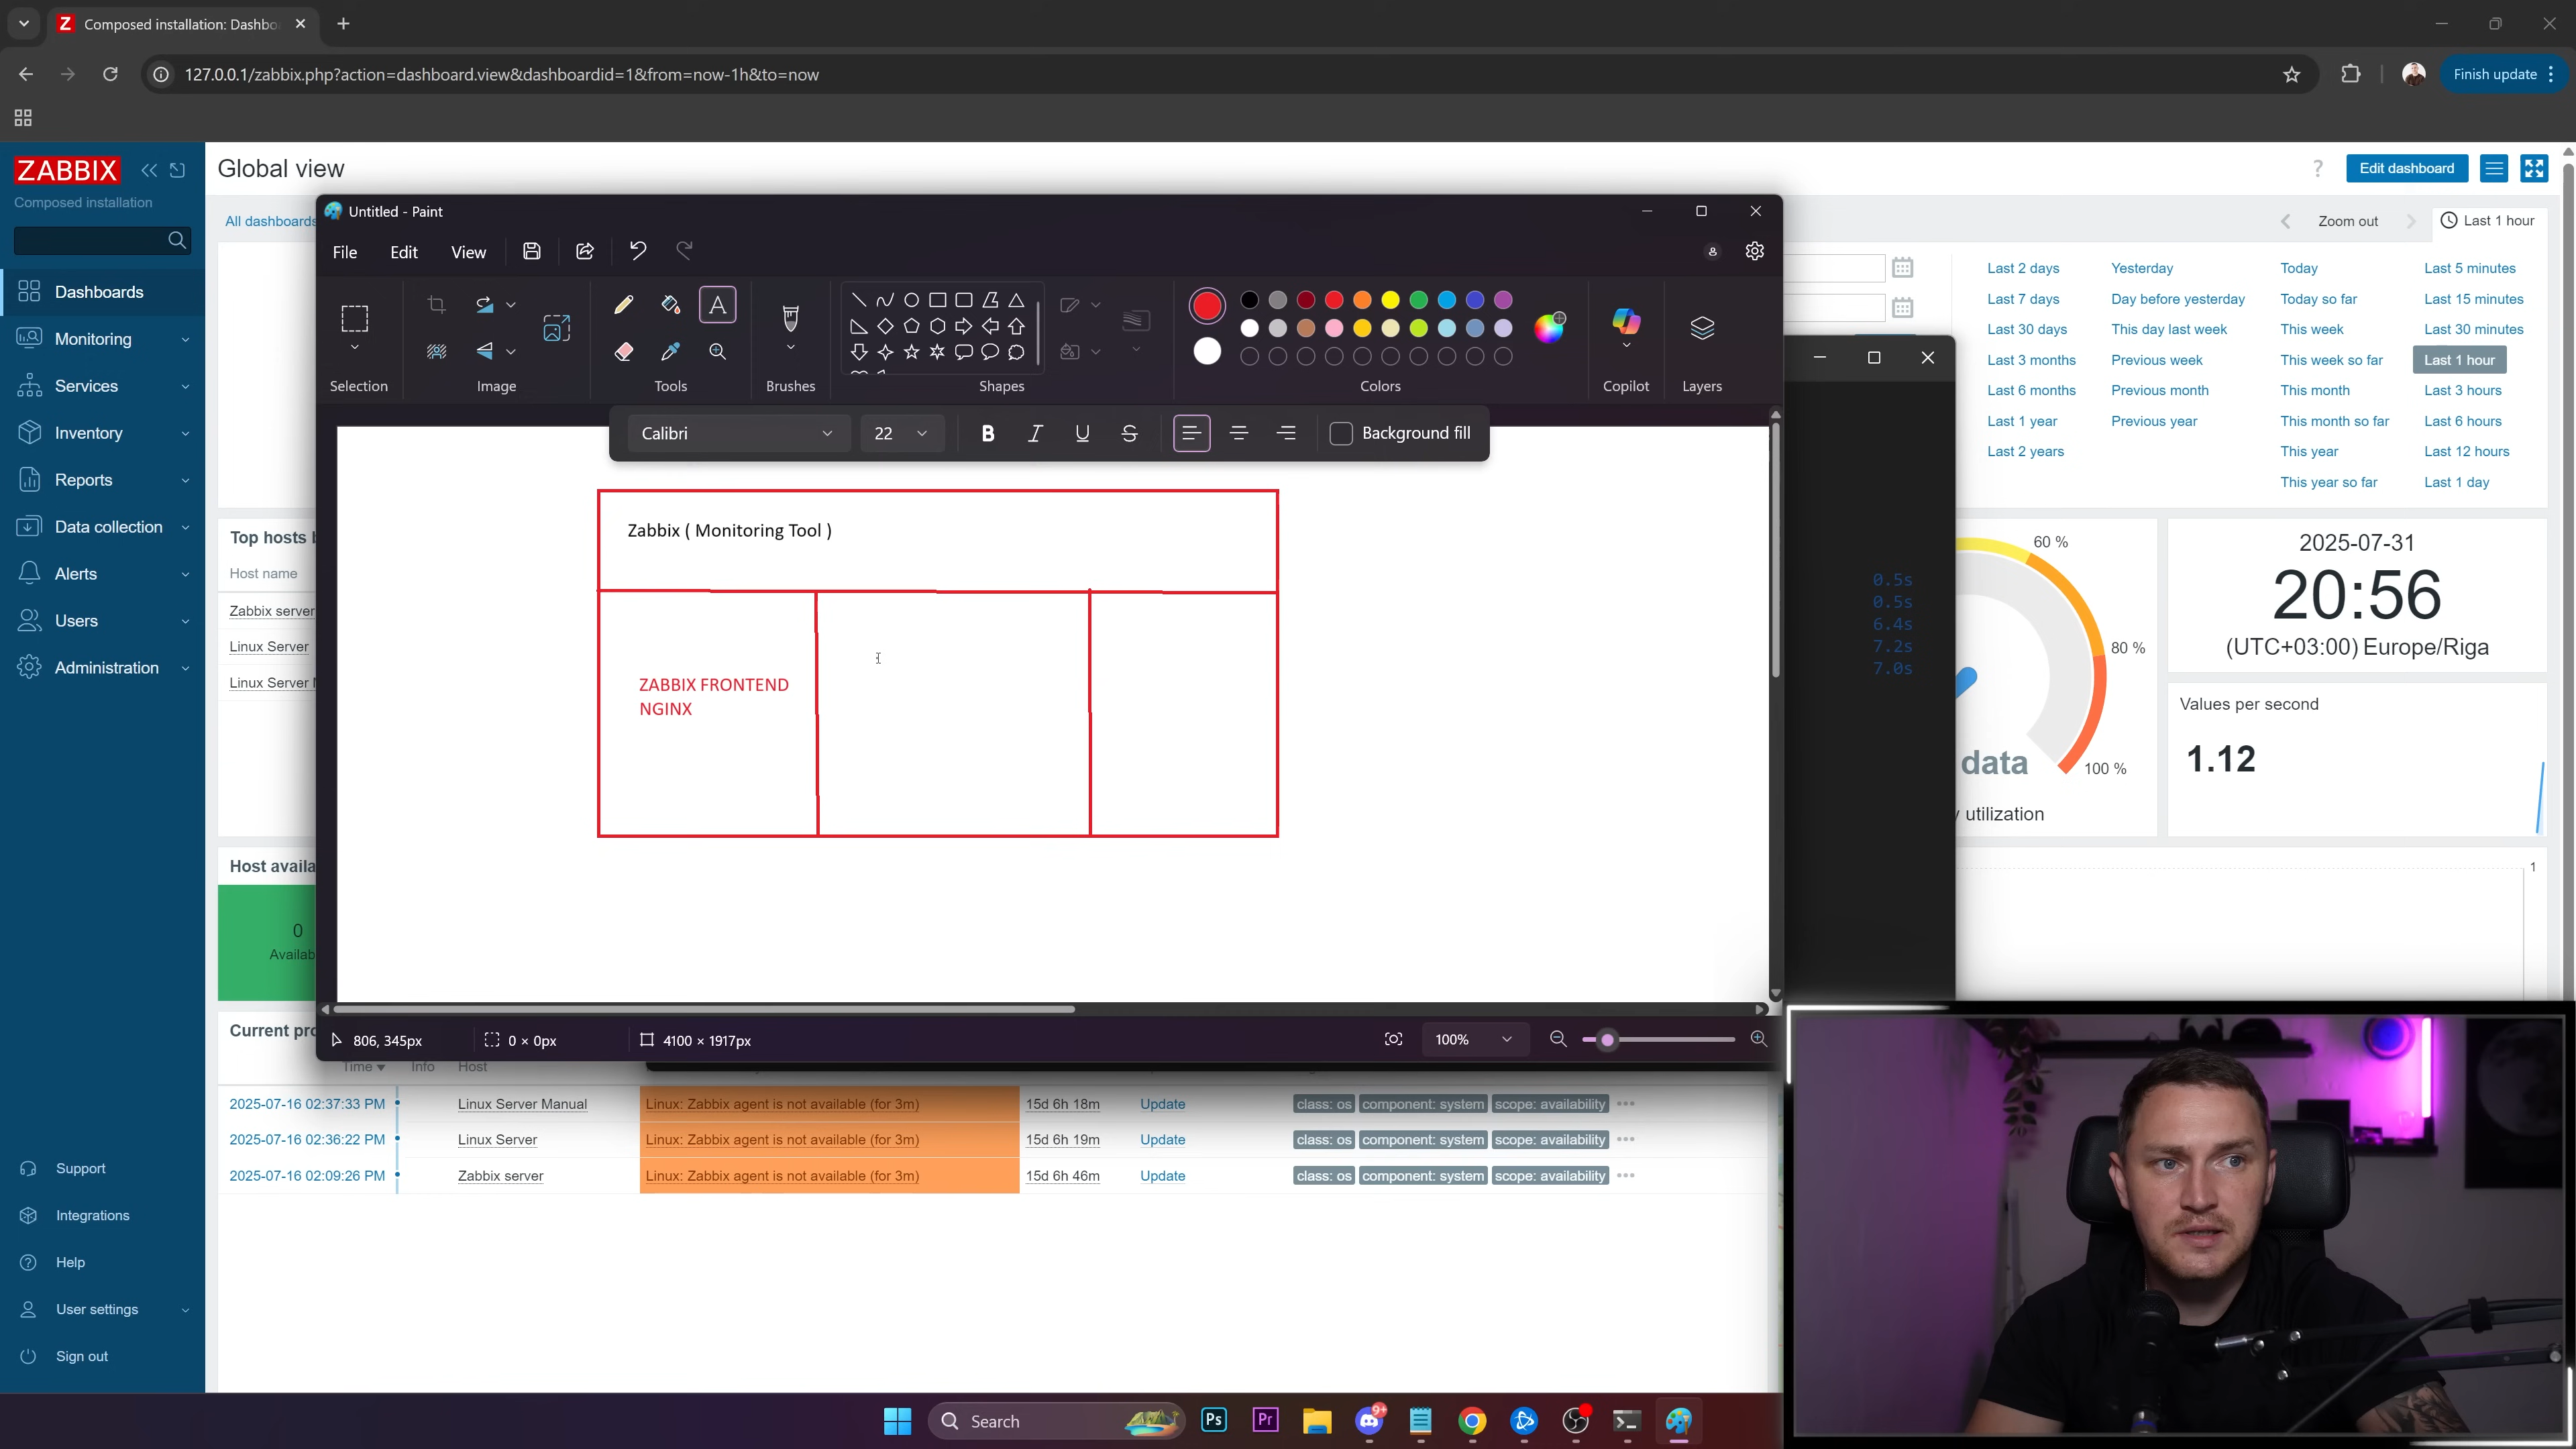 Composed installation: Dashbo
127.0.0.1/zabbix.php?action=dashboard.view&dashboardid=1&from=now-1h&to=now
Finish update
ZABBIX
Composed installation
Dashboards
Monitoring
Services
Inventory
Reports
Data collection
Alerts
Users
Administration
Support
Integrations
Help
User settings
Sign out
Global view
Edit dashboard
All dashboards
Zoom out
Last 1 hour
Untitled - Paint
File
Edit
View
Selection
Image
Tools
Brushes
Shapes
Colors
Copilot
Layers
Calibri
22
B
I
U
S
Background fill
Zabbix ( Monitoring Tool )
ZABBIX FRONTEND
NGINX
806, 345px
0 × 0px
4100 × 1917px
100%
Last 2 days Yesterday Today Last 5 minutes
Last 7 days Day before yesterday Today so far Last 15 minutes
Last 30 days This day last week This week Last 30 minutes
Last 3 months Previous week This week so far Last 1 hour
Last 6 months Previous month This month Last 3 hours
Last 1 year Previous year This month so far Last 6 hours
Last 2 years This year Last 12 hours
This year so far Last 1 day
0.5s
0.5s
6.4s
7.2s
7.0s
60 %
80 %
100 %
data
utilization
2025-07-31
20:56
(UTC+03:00) Europe/Riga
Values per second
1.12
1
Top hosts b
Host name
Zabbix server
Linux Server
Linux Server M
Host availa
0
Availab
Current pro
Time Info Host
2025-07-16 02:37:33 PM Linux Server Manual Linux: Zabbix agent is not available (for 3m) 15d 6h 18m Update class: os component: system scope: availability
2025-07-16 02:36:22 PM Linux Server Linux: Zabbix agent is not available (for 3m) 15d 6h 19m Update class: os component: system scope: availability
2025-07-16 02:09:26 PM Zabbix server Linux: Zabbix agent is not available (for 3m) 15d 6h 46m Update class: os component: system scope: availability
Search
Ps
Pr
9+